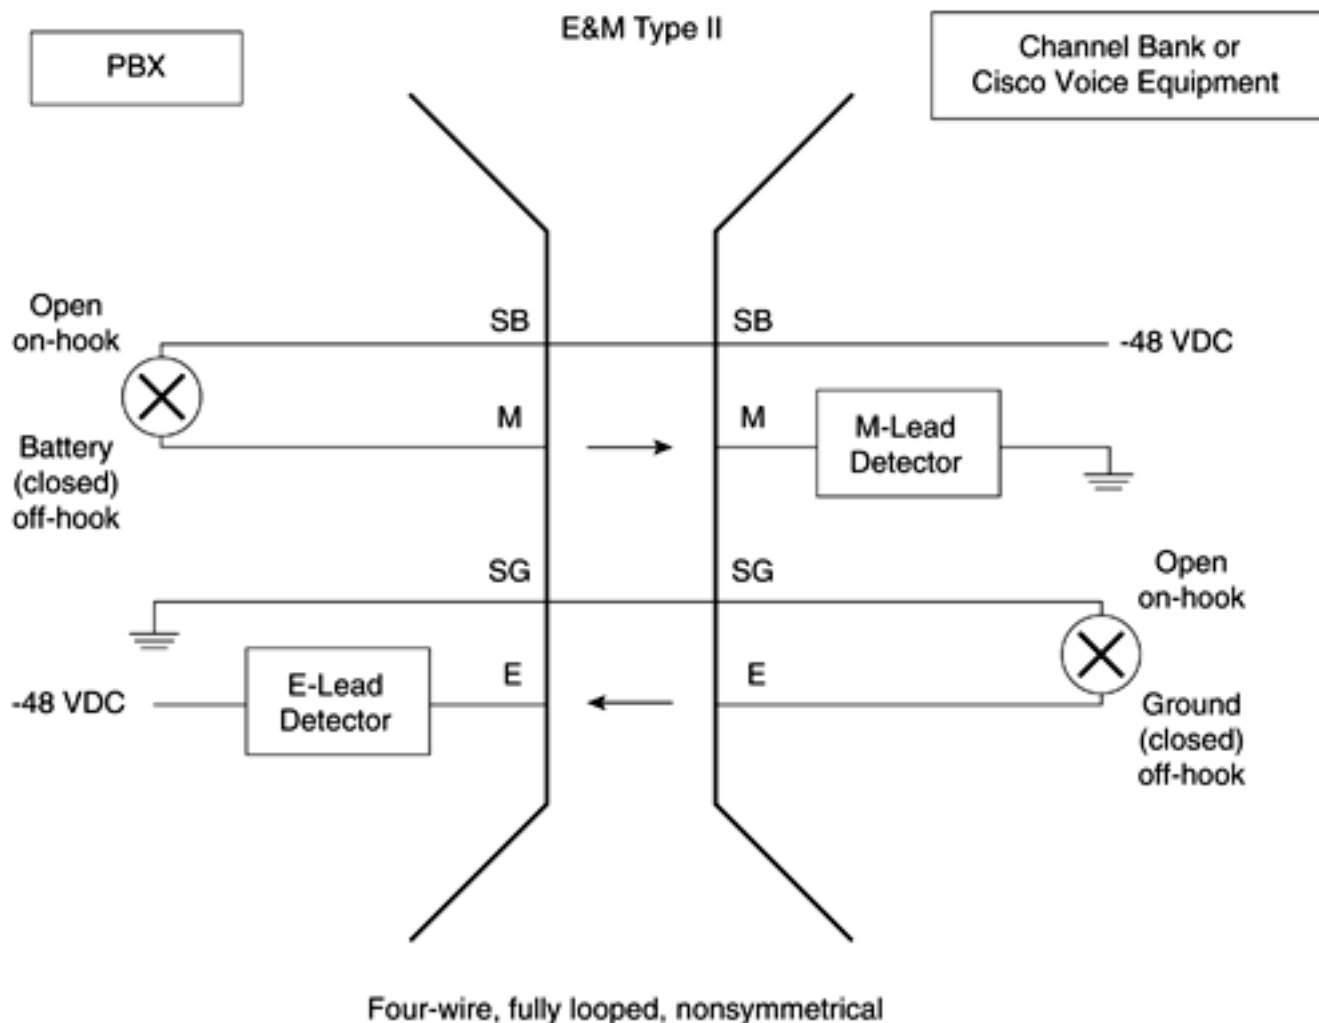 E&M Type II
PBX
Channel Bank or
Cisco Voice Equipment
Open
on-hook
SB
SB
-48 VDC
Battery
(closed)
off-hook
M
M
M-Lead
Detector
SG
SG
Open
on-hook
-48 VDC
E-Lead
Detector
E
E
Ground
(closed)
off-hook
Four-wire, fully looped, nonsymmetrical